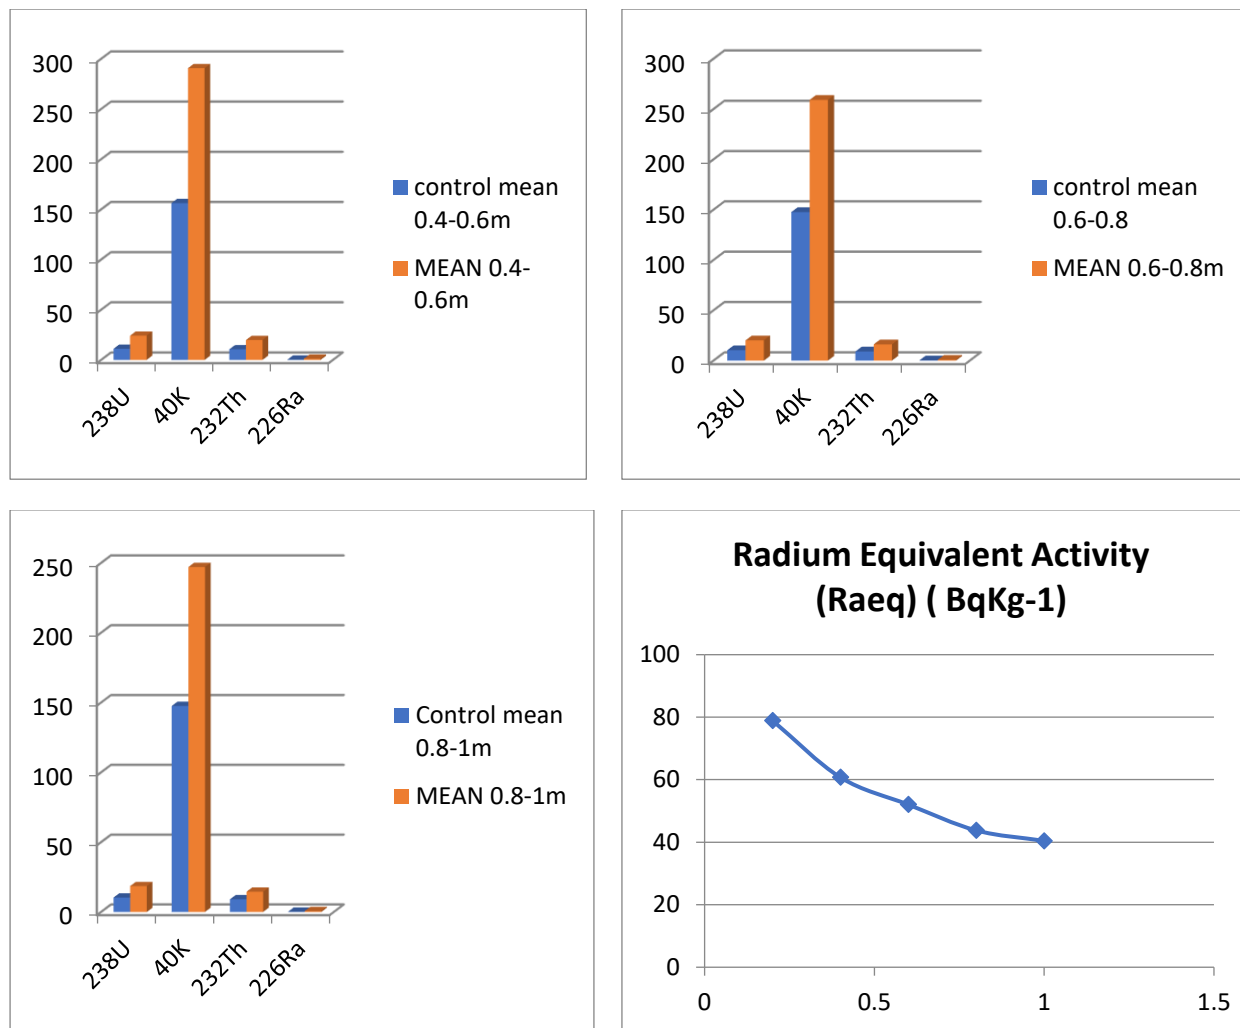 300
250
200
150
100
50
0
238U
40K
232Th
226Ra
control mean
0.4-0.6m
MEAN 0.4-
0.6m
300
250
200
150
100
50
0
238U
40K
232Th
226Ra
control mean
0.6-0.8
MEAN 0.6-0.8m
250
200
150
100
50
0
238U
40K
232Th
226Ra
Control mean
0.8-1m
MEAN 0.8-1m
Radium Equivalent Activity
(Raeq) ( BqKg-1)
100
80
60
40
20
0
0 0.5 1 1.5